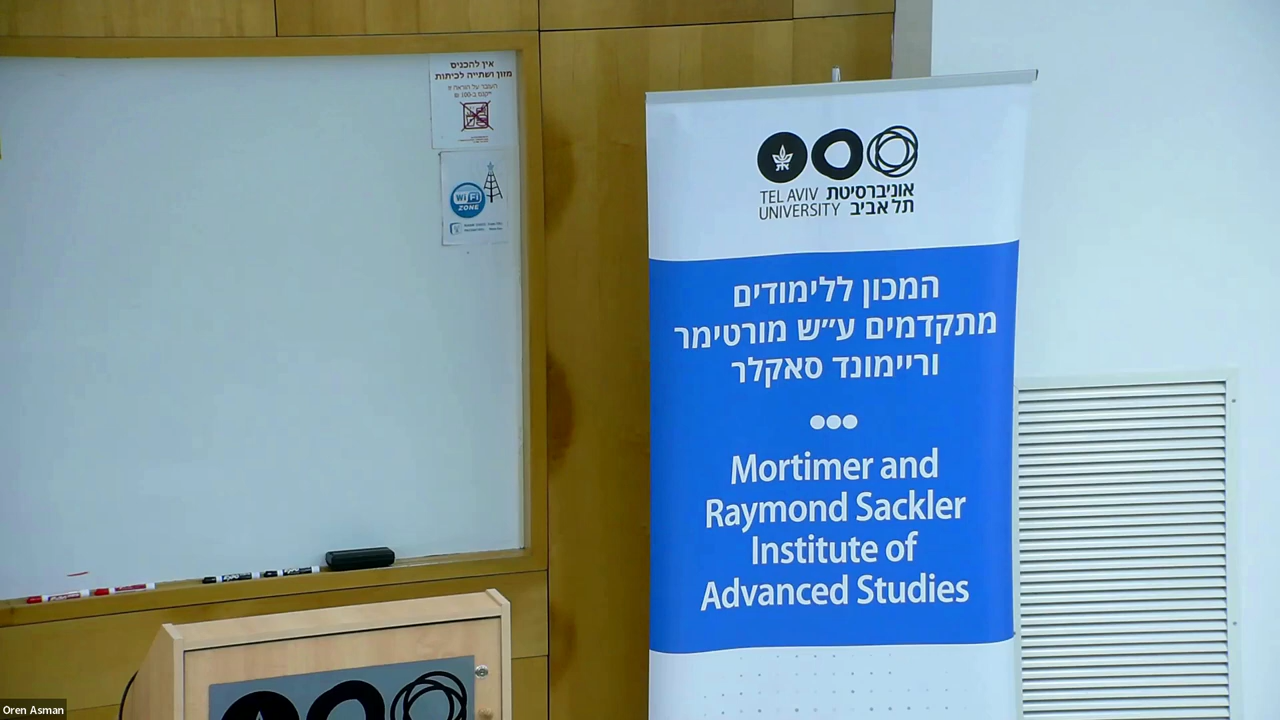 אין להכניס
מזון ושתייה לכיתות
WiFi
ZONE
TEL AVIV אוניברסיטת
UNIVERSITY תל אביב
המכון ללימודים
מתקדמים ע״ש מורטימר
וריימונד סאקלר
Mortimer and
Raymond Sackler
Institute of
Advanced Studies
Oren Asman